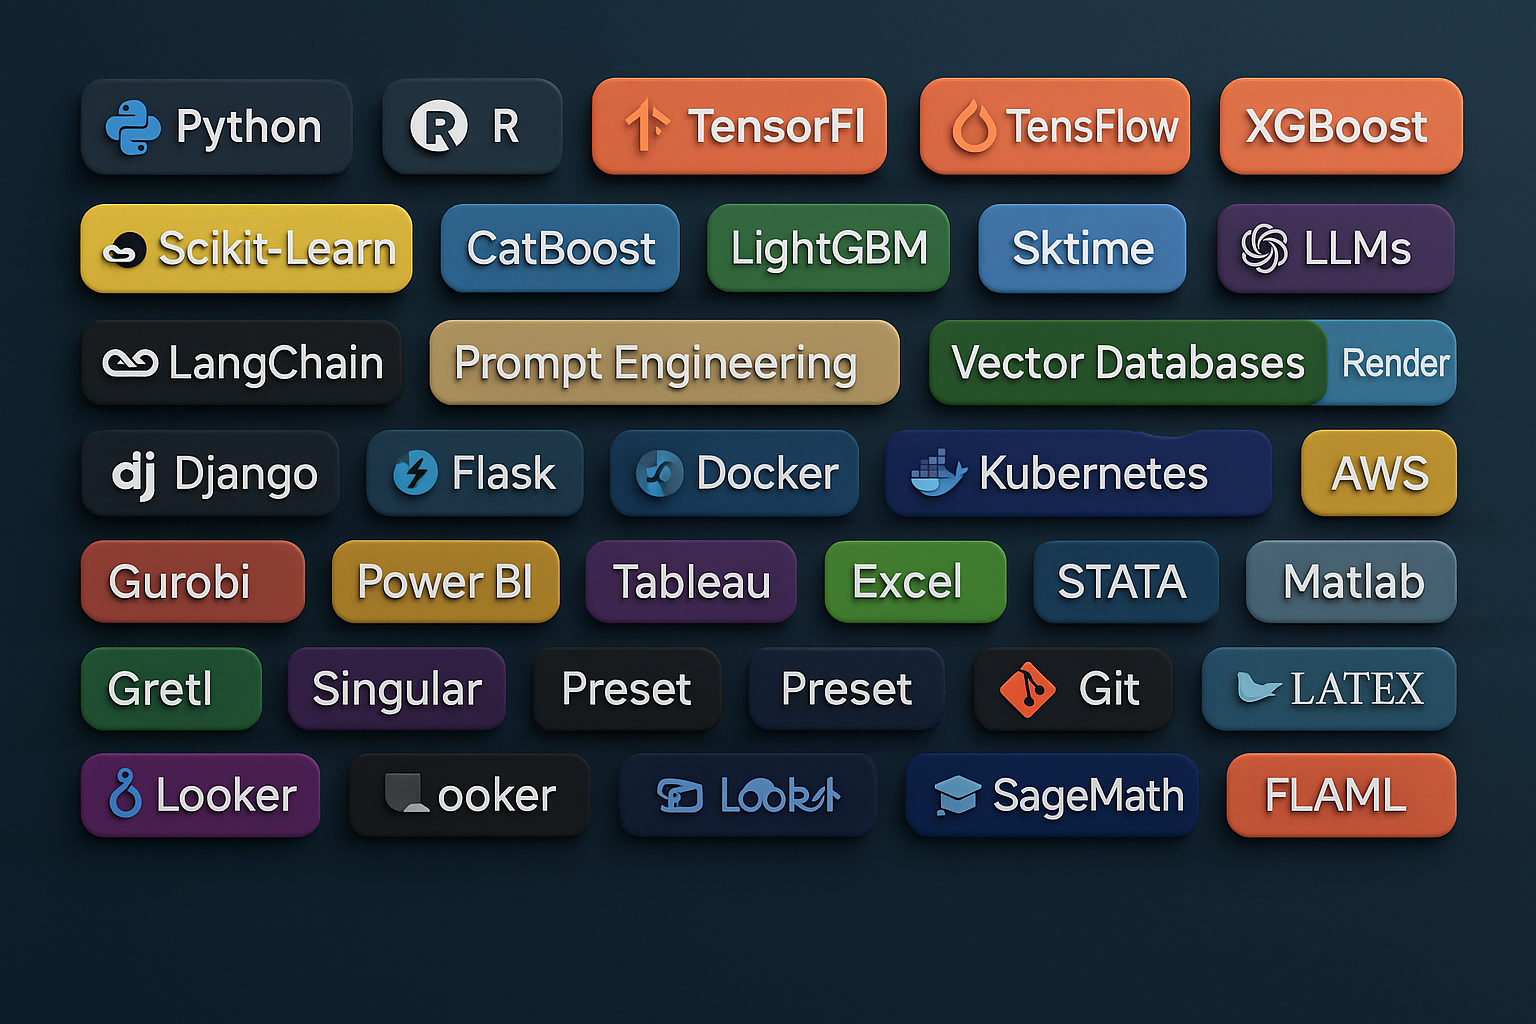 Python R TensorFl TensFlow XGBoost
Scikit-Learn CatBoost LightGBM Sktime LLMs
LangChain Prompt Engineering Vector Databases Render
dj Django Flask Docker Kubernetes AWS
Gurobi Power BI Tableau Excel STATA Matlab
Gretl Singular Preset Preset Git LATEX
Looker ooker SageMath FLAML